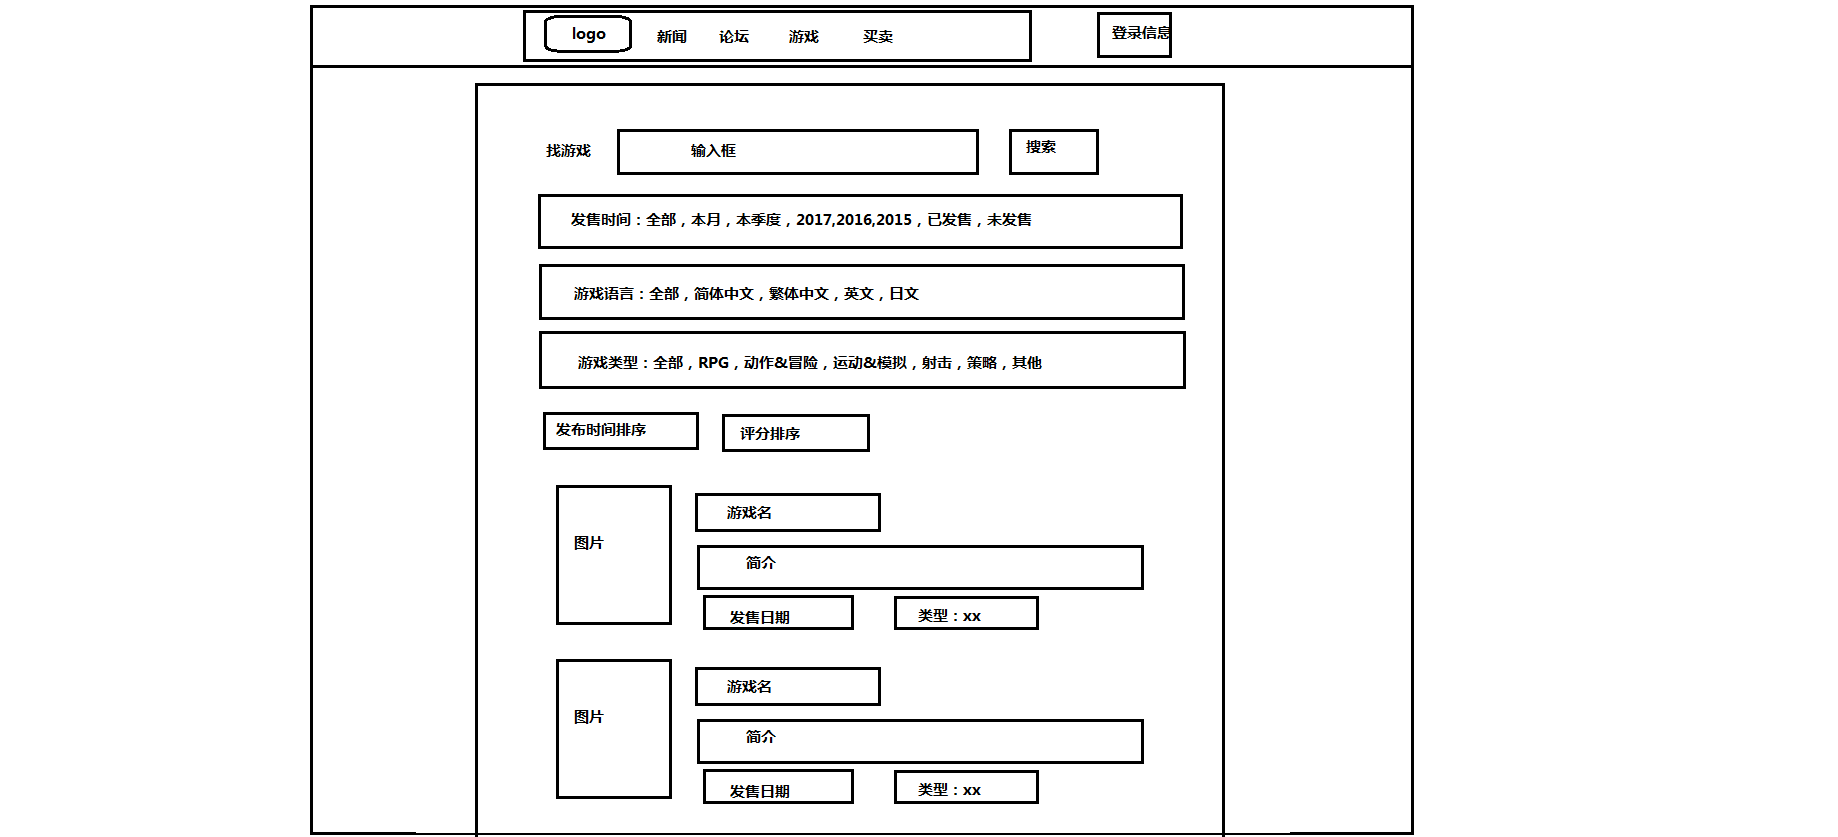 logo 新闻 论坛 游戏 买卖 登录信息
找游戏 输入框 搜索
发售时间：全部，本月，本季度，2017,2016,2015，已发售，未发售
游戏语言：全部，简体中文，繁体中文，英文，日文
游戏类型：全部，RPG，动作&冒险，运动&模拟，射击，策略，其他
发布时间排序 评分排序
图片
游戏名
简介
发售日期 类型：xx
图片
游戏名
简介
发售日期 类型：xx